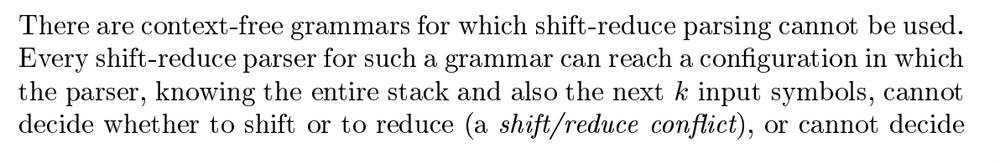 There are context-free grammars for which shift-reduce parsing cannot be used.
Every shift-reduce parser for such a grammar can reach a configuration in which
the parser, knowing the entire stack and also the next k input symbols, cannot
decide whether to shift or to reduce (a shift/reduce conflict), or cannot decide